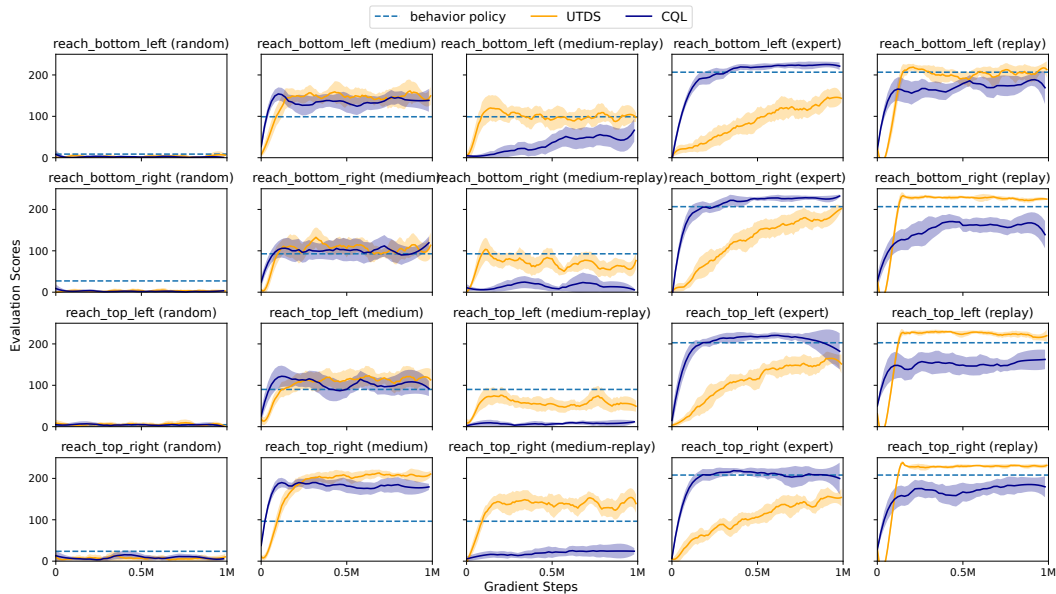 behavior policy UTDS CQL
reach_bottom_left (random) reach_bottom_left (medium) reach_bottom_left (medium-replay) reach_bottom_left (expert) reach_bottom_left (replay)
200
100
0
reach_bottom_right (random) reach_bottom_right (medium) reach_bottom_right (medium-replay) reach_bottom_right (expert) reach_bottom_right (replay)
200
100
0
reach_top_left (random) reach_top_left (medium) reach_top_left (medium-replay) reach_top_left (expert) reach_top_left (replay)
200
100
0
reach_top_right (random) reach_top_right (medium) reach_top_right (medium-replay) reach_top_right (expert) reach_top_right (replay)
200
100
0
0 0.5M 1M 0 0.5M 1M 0 0.5M 1M 0 0.5M 1M 0 0.5M 1M
Evaluation Scores
Gradient Steps